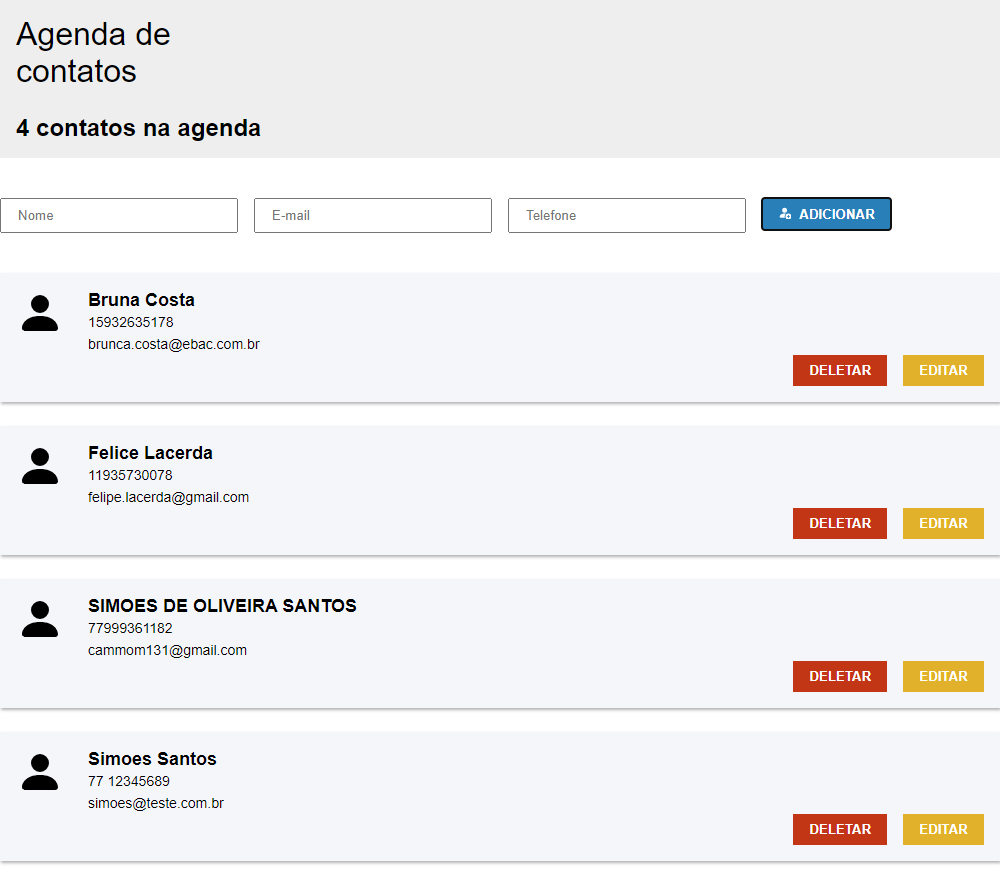 Agenda de
contatos
4 contatos na agenda
Nome
E-mail
Telefone
ADICIONAR
Bruna Costa
15932635178
brunca.costa@ebac.com.br
DELETAR
EDITAR
Felice Lacerda
11935730078
felipe.lacerda@gmail.com
DELETAR
EDITAR
SIMOES DE OLIVEIRA SANTOS
77999361182
cammom131@gmail.com
DELETAR
EDITAR
Simoes Santos
77 12345689
simoes@teste.com.br
DELETAR
EDITAR